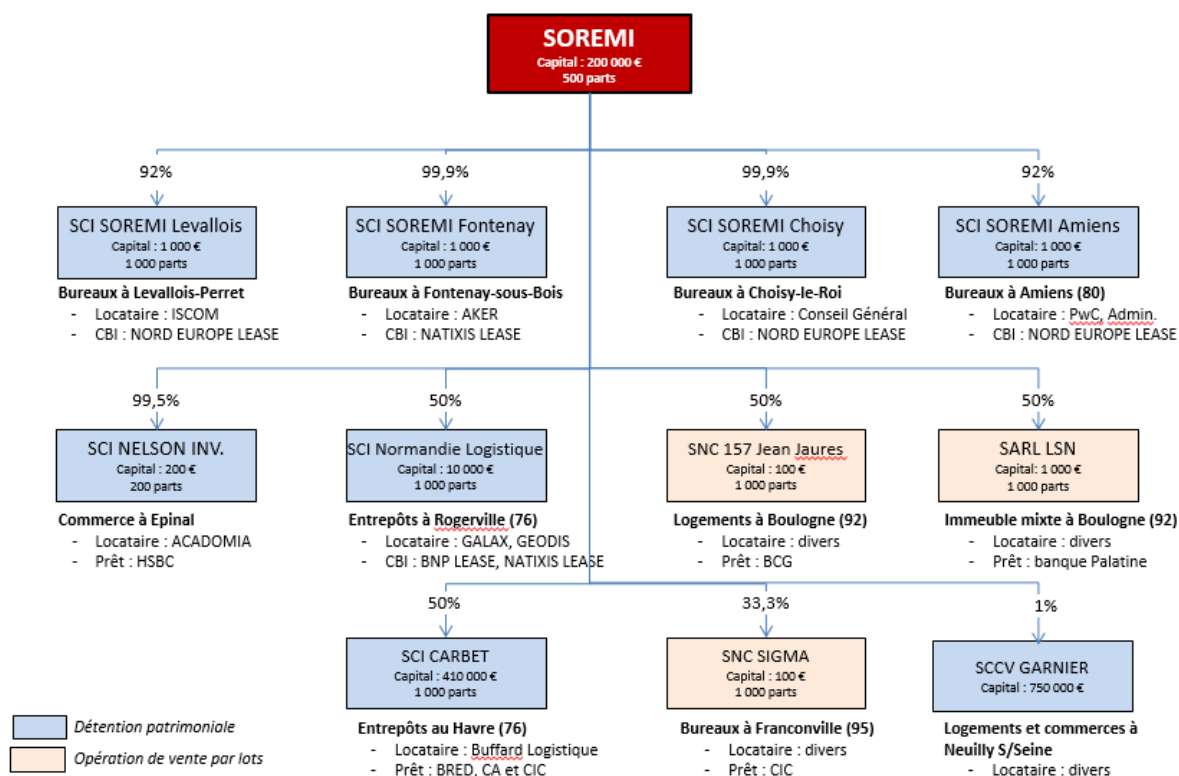 SOREMI
Capital : 200 000 €
500 parts
92%
99,9%
99,9%
92%
SCI SOREMI Levallois
Capital : 1 000 €
1 000 parts
Bureaux à Levallois-Perret
- Locataire : ISCOM
- CBI : NORD EUROPE LEASE
SCI SOREMI Fontenay
Capital : 1 000 €
1 000 parts
Bureaux à Fontenay-sous-Bois
- Locataire : AKER
- CBI : NATIXIS LEASE
SCI SOREMI Choisy
Capital : 1 000 €
1 000 parts
Bureaux à Choisy-le-Roi
- Locataire : Conseil Général
- CBI : NORD EUROPE LEASE
SCI SOREMI Amiens
Capital : 1 000 €
1 000 parts
Bureaux à Amiens (80)
- Locataire : PwC, Admin.
- CBI : NORD EUROPE LEASE
99,5%
50%
50%
50%
SCI NELSON INV.
Capital : 200 €
200 parts
Commerce à Epinal
- Locataire : ACADOMIA
- Prêt : HSBC
SCI Normandie Logistique
Capital : 10 000 €
1 000 parts
Entrepôts à Rogerville (76)
- Locataire : GALAX, GEODIS
- CBI : BNP LEASE, NATIXIS LEASE
SNC 157 Jean Jaures
Capital : 100 €
1 000 parts
Logements à Boulogne (92)
- Locataire : divers
- Prêt : BCG
SARL LSN
Capital : 1 000 €
1 000 parts
Immeuble mixte à Boulogne (92)
- Locataire : divers
- Prêt : banque Palatine
50%
33,3%
1%
SCI CARBET
Capital : 410 000 €
1 000 parts
Entrepôts au Havre (76)
- Locataire : Buffard Logistique
- Prêt : BRED, CA et CIC
SNC SIGMA
Capital : 100 €
1 000 parts
Bureaux à Franconville (95)
- Locataire : divers
- Prêt : CIC
SCCV GARNIER
Capital : 750 000 €
Logements et commerces à
Neuilly S/Seine
- Locataire : divers
Détention patrimoniale
Opération de vente par lots